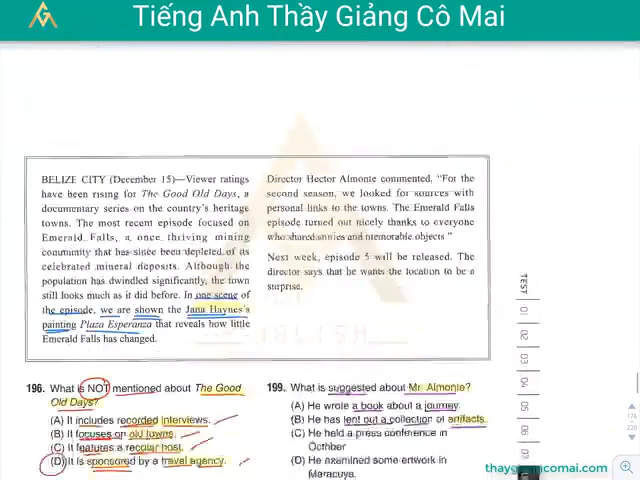 Tiếng Anh Thầy Giảng Cô Mai
BELIZE CITY (December 15)—Viewer ratings
have been rising for The Good Old Days, a
documentary series on the country's heritage
towns. The most recent episode focused on
Emerald Falls, a once thriving mining
community that has since been depleted of its
celebrated mineral deposits. Although the
population has dwindled significantly, the town
still looks much as it did before. In one scene of
the episode, we are shown the Jana Haynes's
painting Plaza Esperanza that reveals how little
Emerald Falls has changed.
Director Hector Almonte commented, "For the
second season, we looked for sources with
personal links to the towns. The Emerald Falls
episode turned out nicely thanks to everyone
who shared stories and memorable objects."
Next week, episode 5 will be released. The
director says that he wants the location to be a
surprise.
196. What is NOT mentioned about The Good
Old Days?
(A) It includes recorded interviews.
(B) It focuses on old towns.
(C) It features a regular host.
(D) It is sponsored by a travel agency.
199. What is suggested about Mr. Almonte?
(A) He wrote a book about a journey.
(B) He has lent out a collection of artifacts.
(C) He held a press conference in
October
(D) He examined some artwork in
Maracuya.
TEST
01
02
03
04
05
06
07
176
220